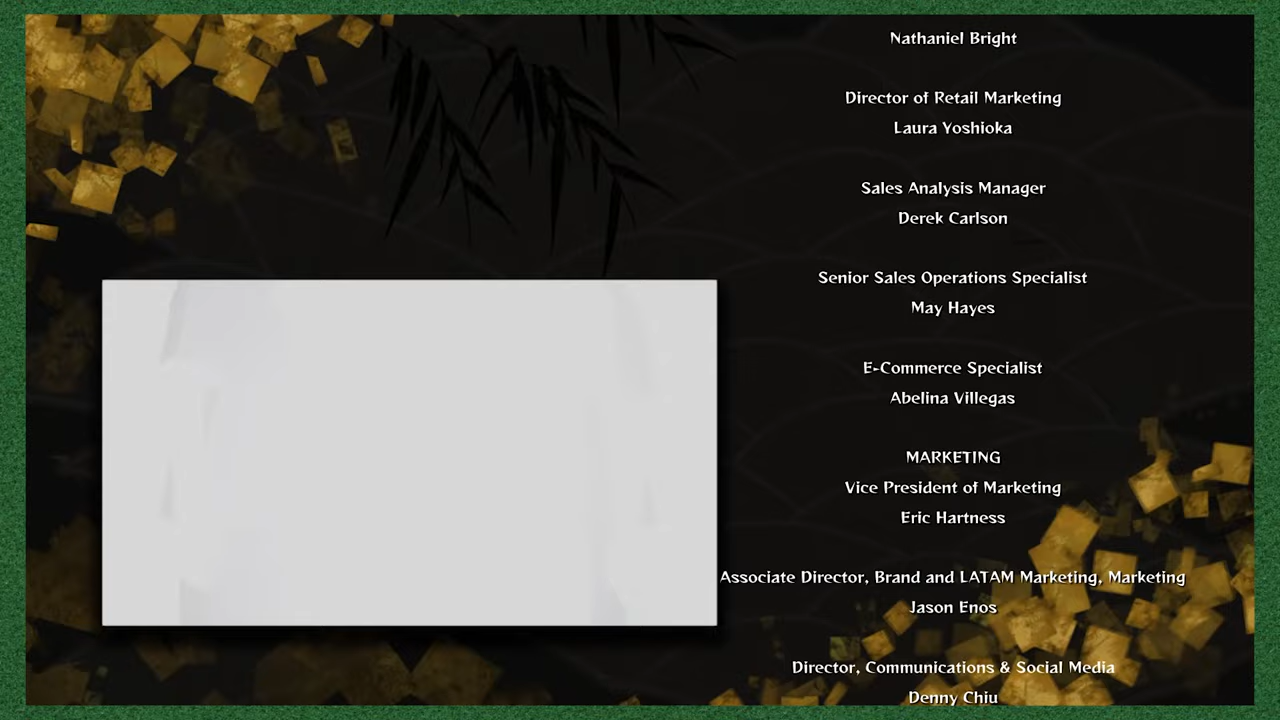 Nathaniel Bright
Director of Retail Marketing
Laura Yoshioka
Sales Analysis Manager
Derek Carlson
Senior Sales Operations Specialist
May Hayes
E-Commerce Specialist
Abelina Villegas
MARKETING
Vice President of Marketing
Eric Hartness
Associate Director, Brand and LATAM Marketing, Marketing
Jason Enos
Director, Communications & Social Media
Denny Chiu